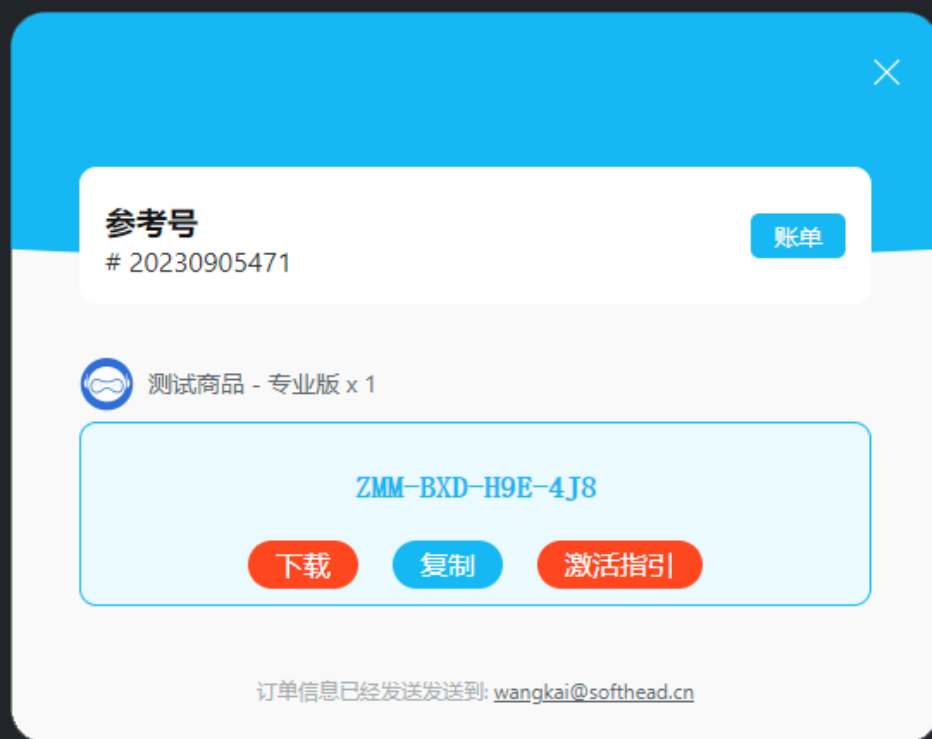 参考号
# 20230905471
账单
测试商品 - 专业版 x 1
ZMM-BXD-H9E-4J8
下载 复制 激活指引
订单信息已经发送发送到: wangkai@softhead.cn